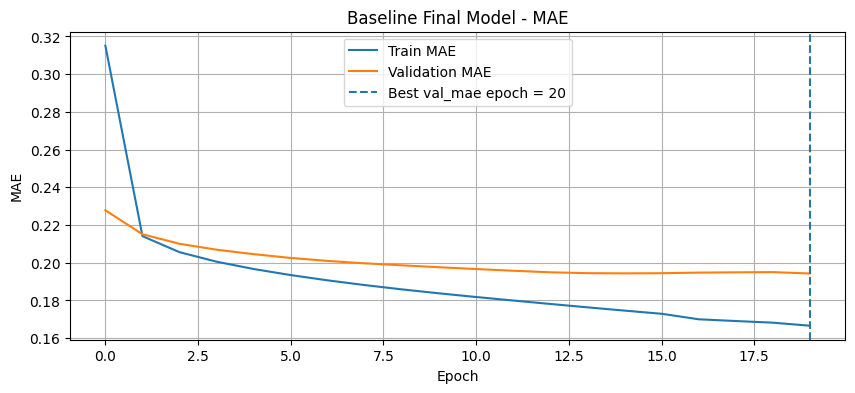 Baseline Final Model - MAE
Train MAE
Validation MAE
Best val_mae epoch = 20
MAE
0.32
0.30
0.28
0.26
0.24
0.22
0.20
0.18
0.16
0.0 2.5 5.0 7.5 10.0 12.5 15.0 17.5
Epoch